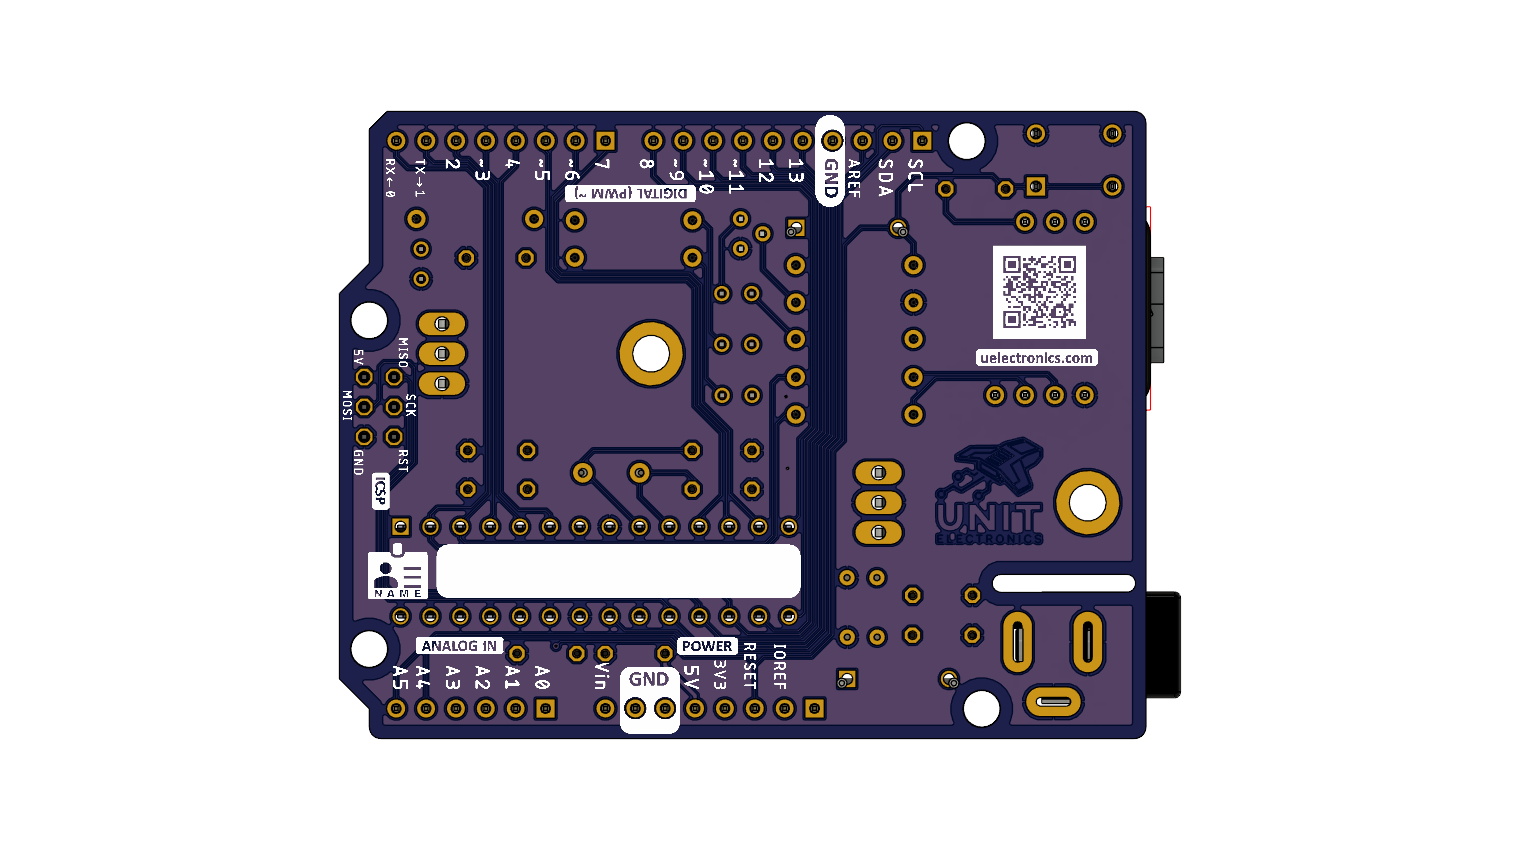 RX←0
TX→1
2
~3
4
~5
~6
7
8
~9
~10
~11
12
13
GND
AREF
SDA
SCL
DIGITAL (PWM ~)
5V
MISO
MOSI
SCK
GND
RST
ICSP
uelectronics.com
UNIT
ELECTRONICS
NAME
ANALOG IN
POWER
A5
A4
A3
A2
A1
A0
Vin
GND
5V
3V3
RESET
IOREF